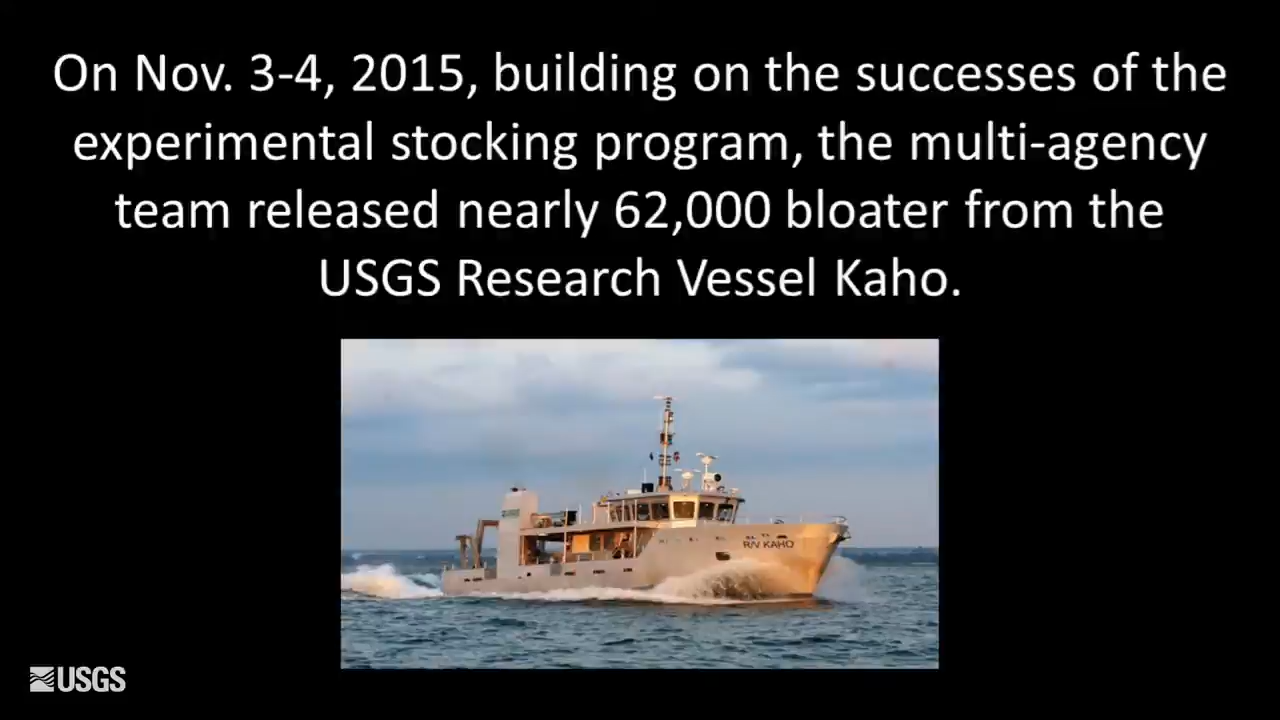 On Nov. 3-4, 2015, building on the successes of the
experimental stocking program, the multi-agency
team released nearly 62,000 bloater from the
USGS Research Vessel Kaho.
R/V KAHO
USGS